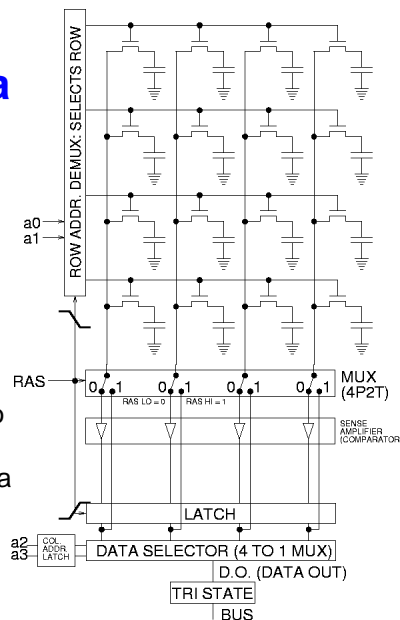 a
ROW ADDR. DEMUX: SELECTS ROW
a0
a1
RAS
0 1 0 1 0 1 0 1
MUX
(4P2T)
RAS LO = 0 RAS HI = 1
o
SENSE
AMPLIFIER
(COMPARATOR
a
LATCH
a2
a3
COL.
ADDR.
LATCH
DATA SELECTOR (4 TO 1 MUX)
D.O. (DATA OUT)
TRI STATE
BUS